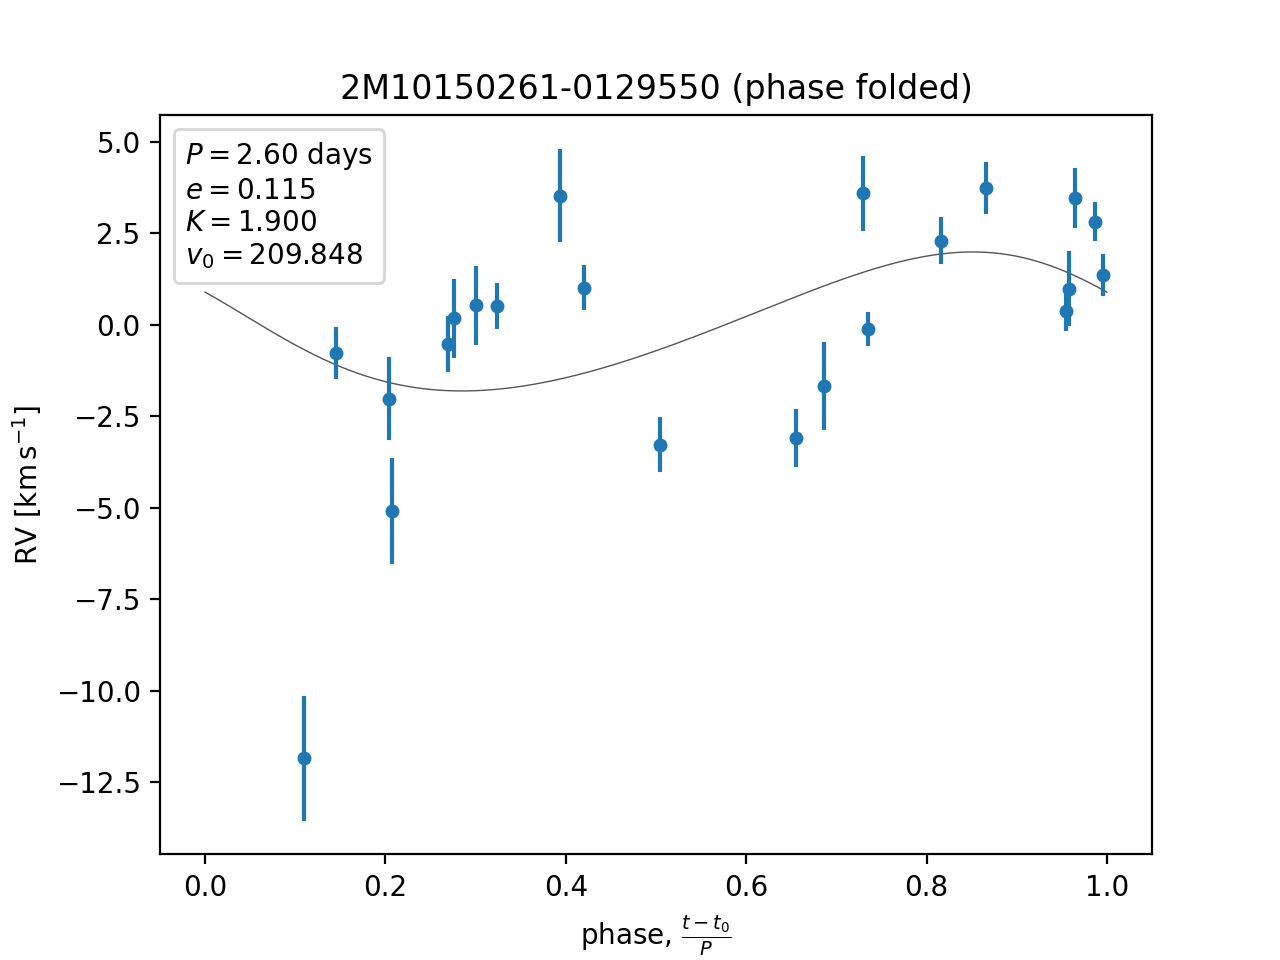 2M10150261-0129550 (phase folded)
P = 2.60 days
e = 0.115
K = 1.900
v₀ = 209.848
5.0
2.5
0.0
−2.5
−5.0
−7.5
−10.0
−12.5
RV [km s⁻¹]
0.0 0.2 0.4 0.6 0.8 1.0
phase, (t − t₀)/P